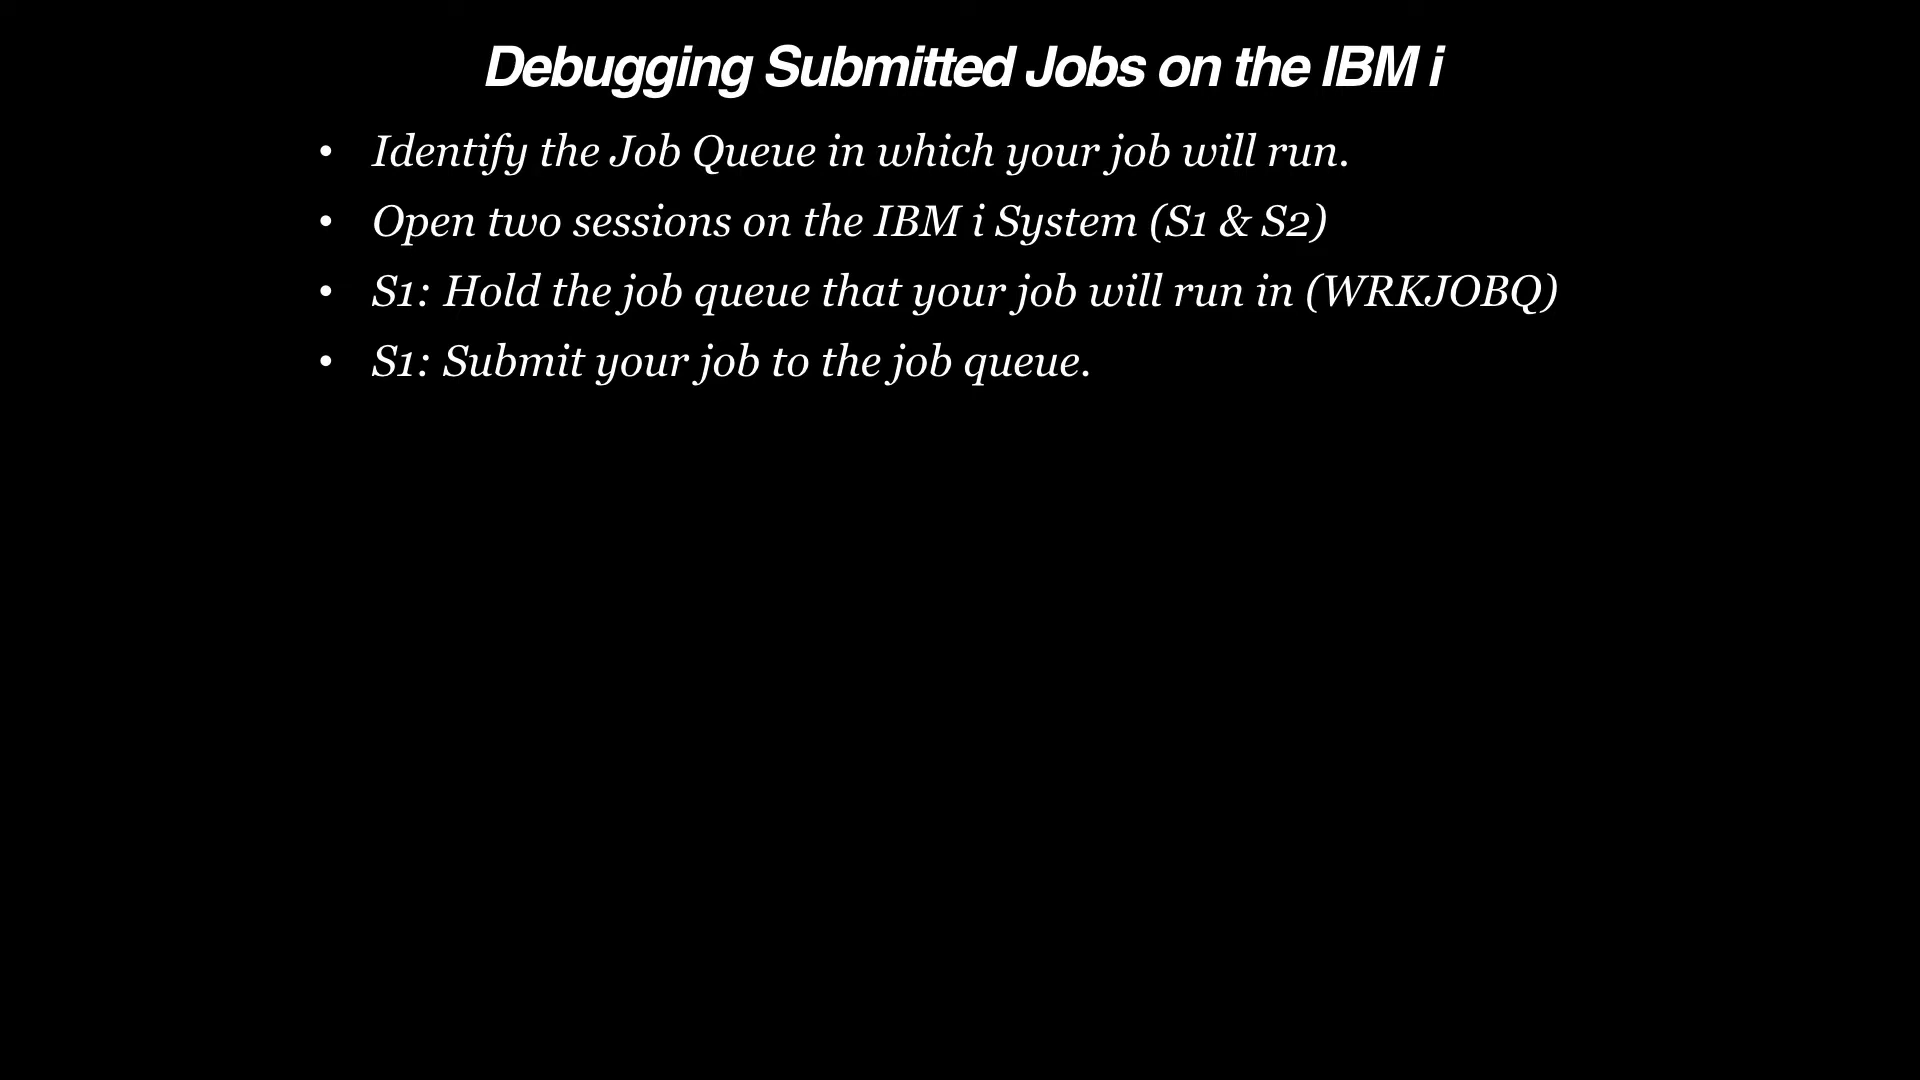 Debugging Submitted Jobs on the IBM i
• Identify the Job Queue in which your job will run.
• Open two sessions on the IBM i System (S1 & S2)
• S1: Hold the job queue that your job will run in (WRKJOBQ)
• S1: Submit your job to the job queue.